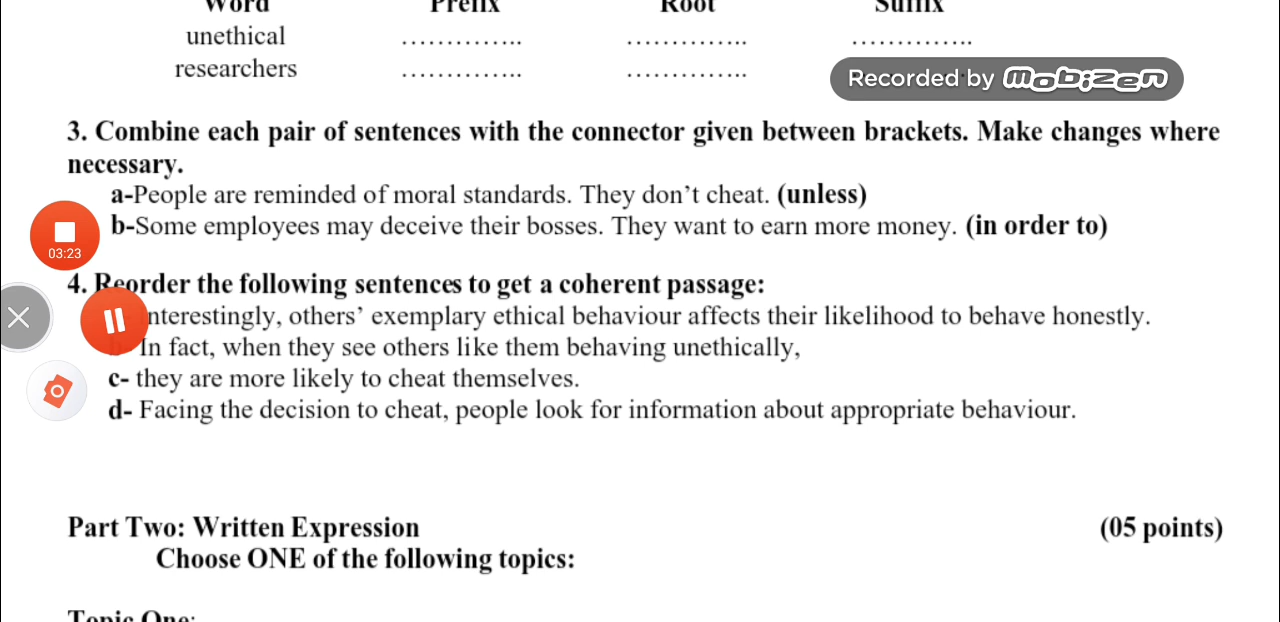 Word Prefix Root Suffix
unethical ………….. ………….. …………..
researchers ………….. …………..
Recorded by mobizen
3. Combine each pair of sentences with the connector given between brackets. Make changes where
necessary.
a-People are reminded of moral standards. They don’t cheat. (unless)
b-Some employees may deceive their bosses. They want to earn more money. (in order to)
03:23
4. Reorder the following sentences to get a coherent passage:
nterestingly, others’ exemplary ethical behaviour affects their likelihood to behave honestly.
b- In fact, when they see others like them behaving unethically,
c- they are more likely to cheat themselves.
d- Facing the decision to cheat, people look for information about appropriate behaviour.
Part Two: Written Expression (05 points)
Choose ONE of the following topics:
Topic One: